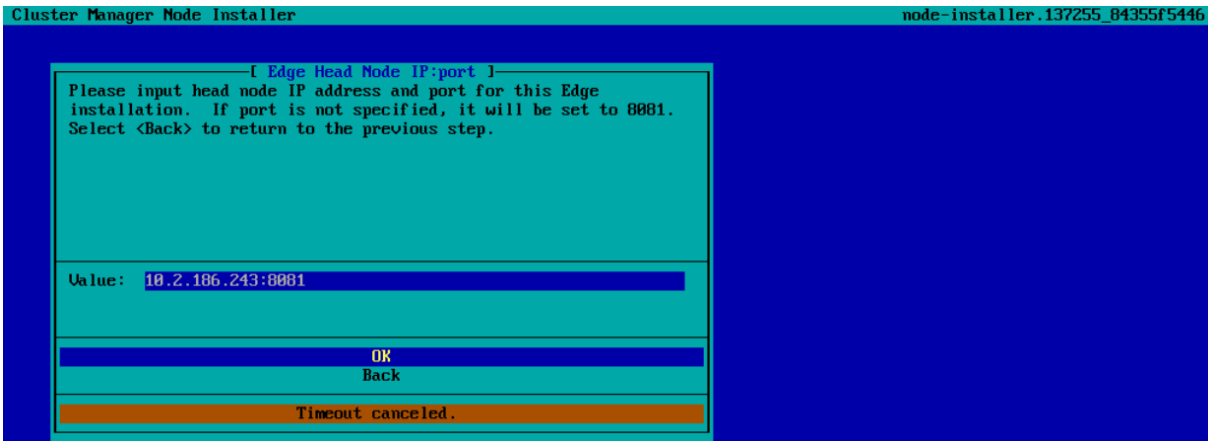 Cluster Manager Node Installer
node-installer.137255_84355f5446
[ Edge Head Node IP:port ]
Please input head node IP address and port for this Edge
installation.  If port is not specified, it will be set to 8081.
Select <Back> to return to the previous step.
Value: 10.2.186.243:8081
OK
Back
Timeout canceled.